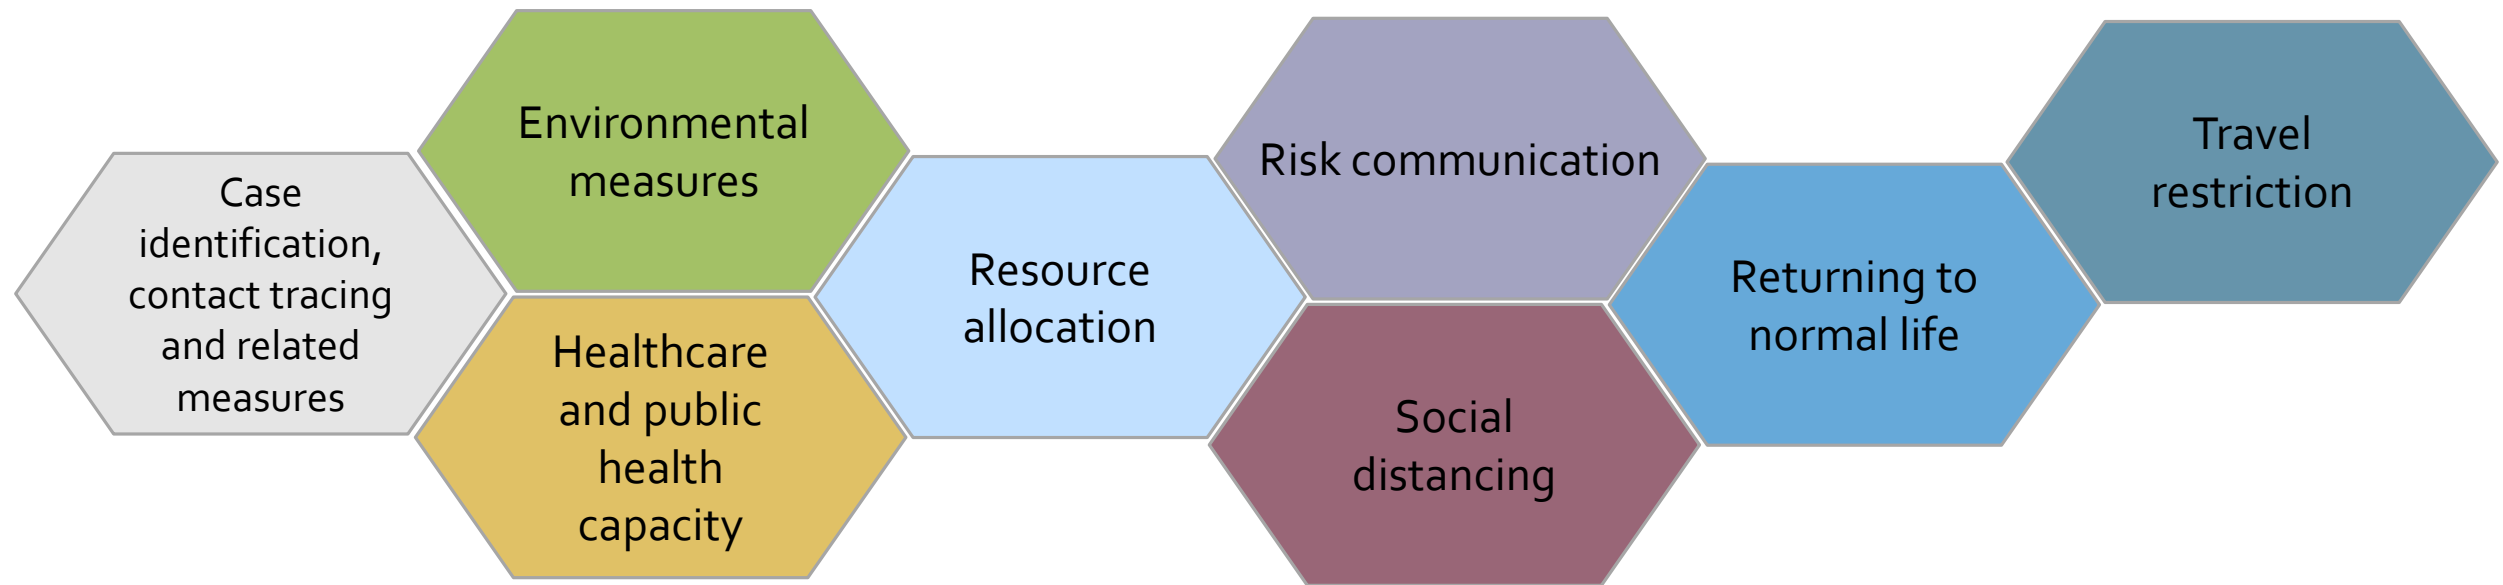 Case
identification,
contact tracing
and related
measures
Environmental
measures
Healthcare
and public
health
capacity
Resource
allocation
Risk communication
Social
distancing
Returning to
normal life
Travel
restriction